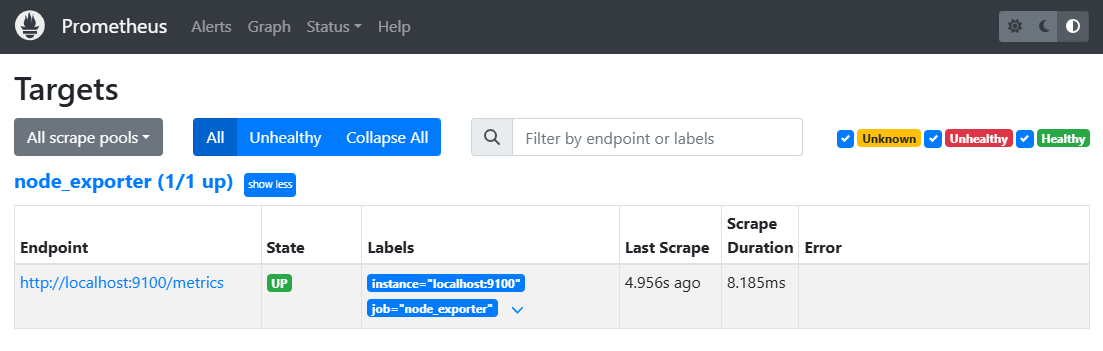 Prometheus Alerts Graph Status Help
Targets
All scrape pools All Unhealthy Collapse All Filter by endpoint or labels Unknown Unhealthy Healthy
node_exporter (1/1 up) show less
Endpoint State Labels Last Scrape Scrape Duration Error
http://localhost:9100/metrics UP instance="localhost:9100" 4.956s ago 8.185ms
job="node_exporter"